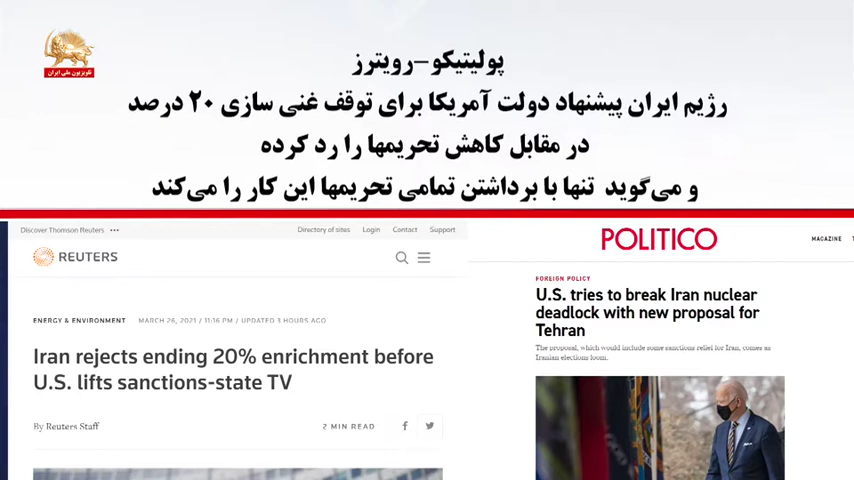 تلویزیون ملی ایران
پولیتیکو-رویترز
رژیم ایران پیشنهاد دولت آمریکا برای توقف غنی سازی ۲۰ درصد
در مقابل کاهش تحریمها را رد کرده
و می‌گوید تنها با برداشتن تمامی تحریمها این کار را می‌کند
Discover Thomson Reuters •••
Directory of sites Login Contact Support
REUTERS
ENERGY & ENVIRONMENT MARCH 26, 2021 / 11:16 PM / UPDATED 3 HOURS AGO
Iran rejects ending 20% enrichment before
U.S. lifts sanctions-state TV
By Reuters Staff
2 MIN READ
POLITICO
MAGAZINE
FOREIGN POLICY
U.S. tries to break Iran nuclear
deadlock with new proposal for
Tehran
The proposal, which would include some sanctions relief for Iran, comes as
Iranian elections loom.